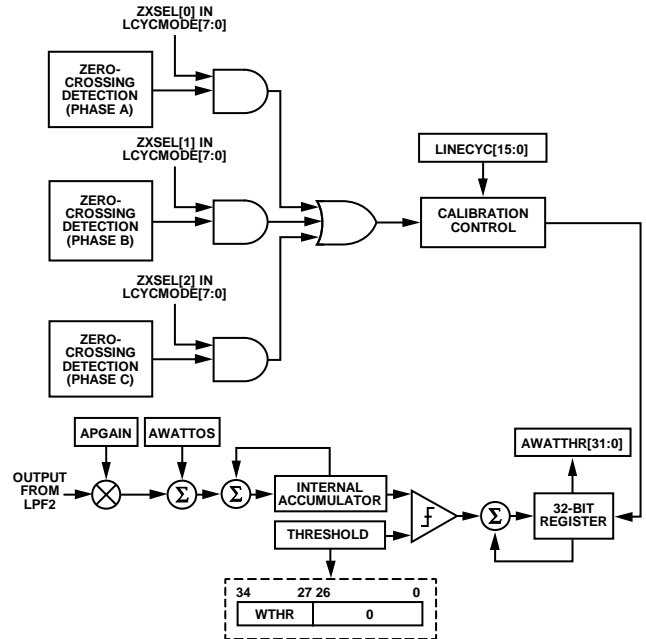 ZXSEL[0] IN
LCYCMODE[7:0]
ZERO-
CROSSING
DETECTION
(PHASE A)
ZXSEL[1] IN
LCYCMODE[7:0]
LINECYC[15:0]
ZERO-
CROSSING
DETECTION
(PHASE B)
CALIBRATION
CONTROL
ZXSEL[2] IN
LCYCMODE[7:0]
ZERO-
CROSSING
DETECTION
(PHASE C)
APGAIN
AWATTOS
AWATTHR[31:0]
OUTPUT
FROM
LPF2
Σ
Σ
INTERNAL
ACCUMULATOR
Σ
32-BIT
REGISTER
THRESHOLD
34 27 26 0
WTHR 0